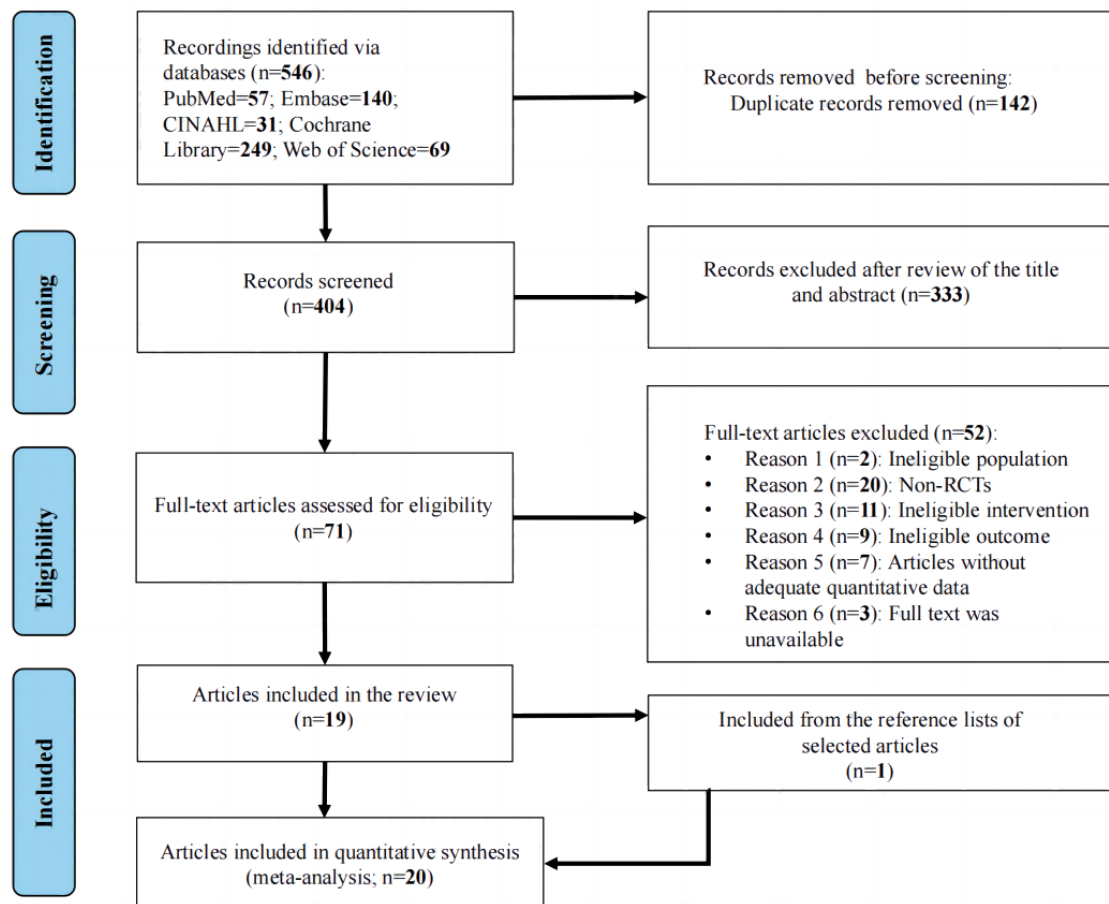 Identification
Recordings identified via
databases (n=546):
PubMed=57; Embase=140;
CINAHL=31; Cochrane
Library=249; Web of Science=69
Records removed before screening:
Duplicate records removed (n=142)
Screening
Records screened
(n=404)
Records excluded after review of the title
and abstract (n=333)
Eligibility
Full-text articles assessed for eligibility
(n=71)
Full-text articles excluded (n=52):
• Reason 1 (n=2): Ineligible population
• Reason 2 (n=20): Non-RCTs
• Reason 3 (n=11): Ineligible intervention
• Reason 4 (n=9): Ineligible outcome
• Reason 5 (n=7): Articles without
adequate quantitative data
• Reason 6 (n=3): Full text was
unavailable
Included
Articles included in the review
(n=19)
Included from the reference lists of
selected articles
(n=1)
Articles included in quantitative synthesis
(meta-analysis; n=20)